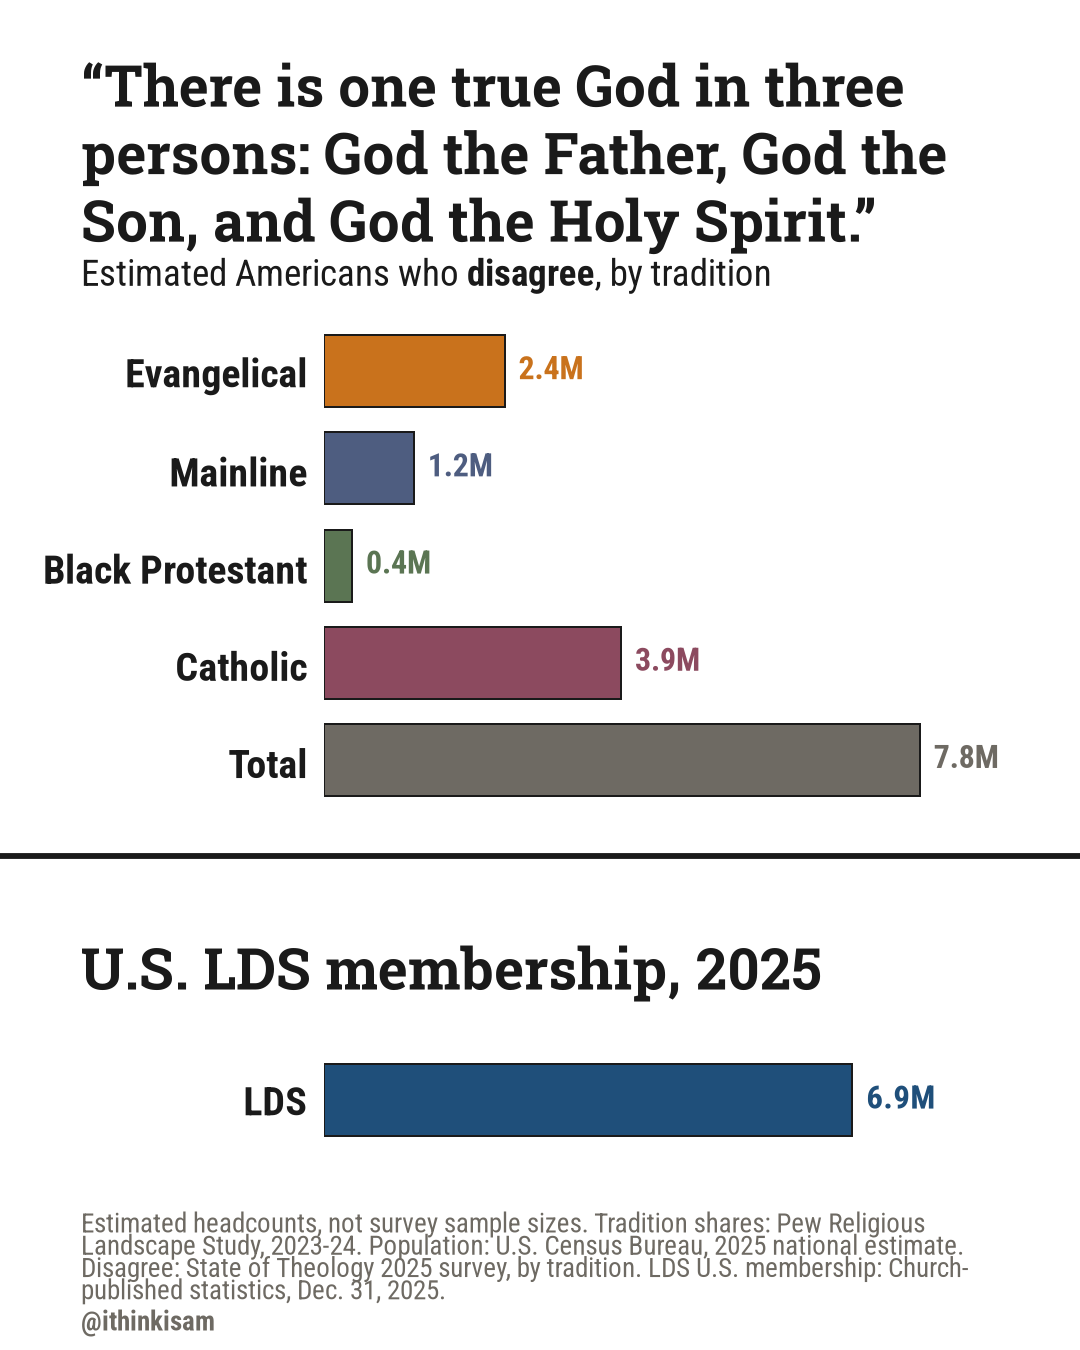 “There is one true God in three
persons: God the Father, God the
Son, and God the Holy Spirit.”
Estimated Americans who disagree, by tradition
Evangelical 2.4M
Mainline 1.2M
Black Protestant 0.4M
Catholic 3.9M
Total 7.8M
U.S. LDS membership, 2025
LDS 6.9M
Estimated headcounts, not survey sample sizes. Tradition shares: Pew Religious
Landscape Study, 2023-24. Population: U.S. Census Bureau, 2025 national estimate.
Disagree: State of Theology 2025 survey, by tradition. LDS U.S. membership: Church-
published statistics, Dec. 31, 2025.
@ithinkisam